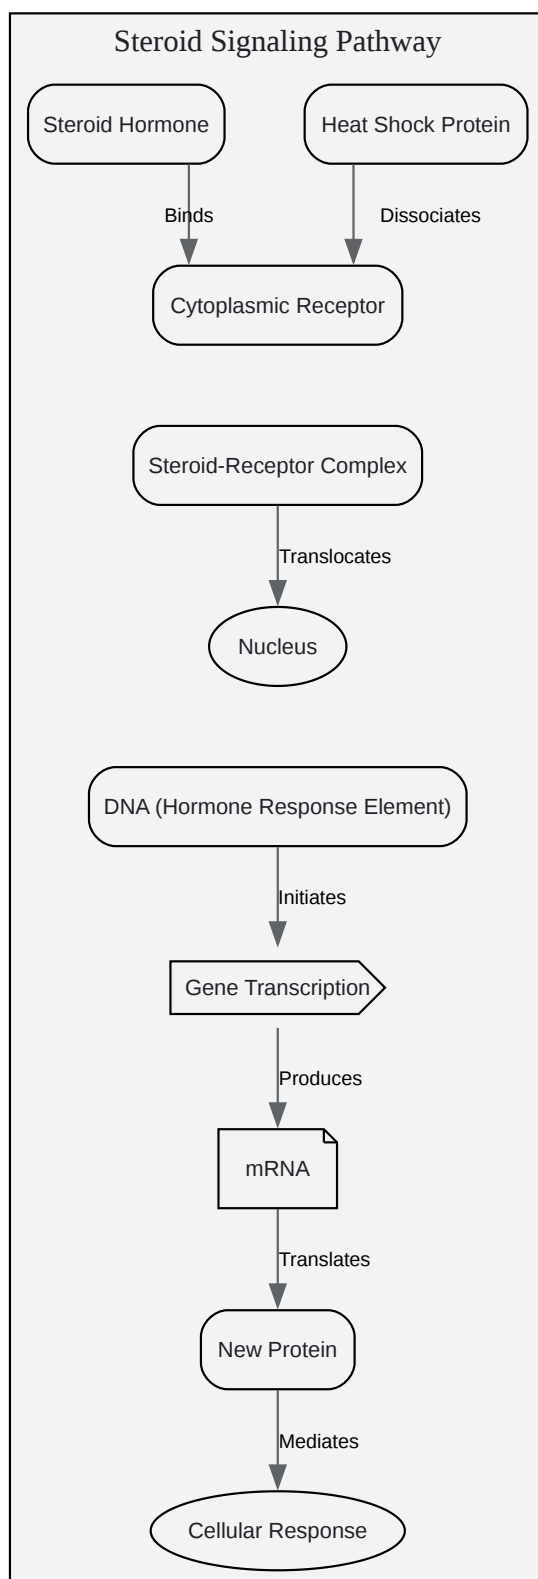 Steroid Signaling Pathway
Steroid Hormone
Heat Shock Protein
Binds
Dissociates
Cytoplasmic Receptor
Steroid-Receptor Complex
Translocates
Nucleus
DNA (Hormone Response Element)
Initiates
Gene Transcription
Produces
mRNA
Translates
New Protein
Mediates
Cellular Response